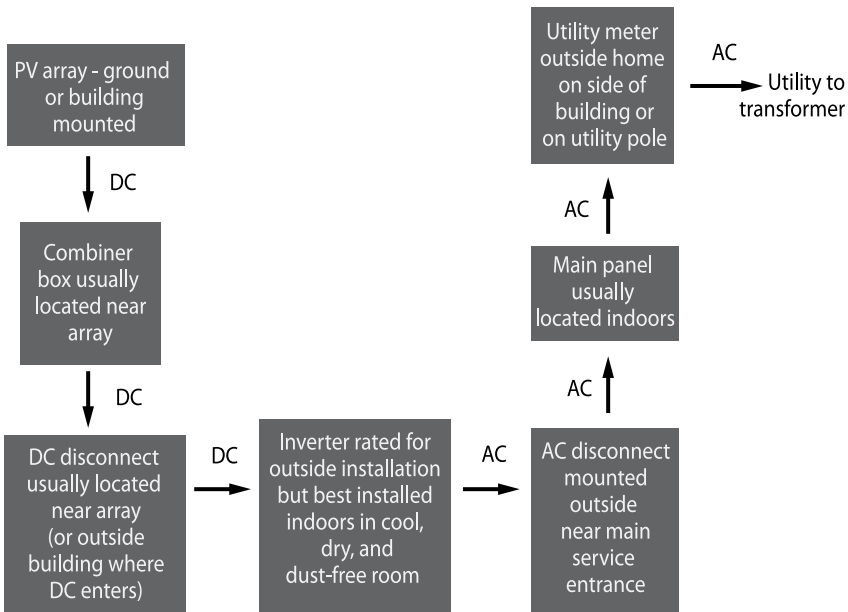 PV array - ground
or building
mounted
DC
Combiner
box usually
located near
array
DC
DC disconnect
usually located
near array
(or outside
building where
DC enters)
DC
Inverter rated for
outside installation
but best installed
indoors in cool,
dry, and
dust-free room
AC
AC disconnect
mounted
outside
near main
service
entrance
AC
Main panel
usually
located indoors
AC
Utility meter
outside home
on side of
building or
on utility pole
AC
Utility to
transformer